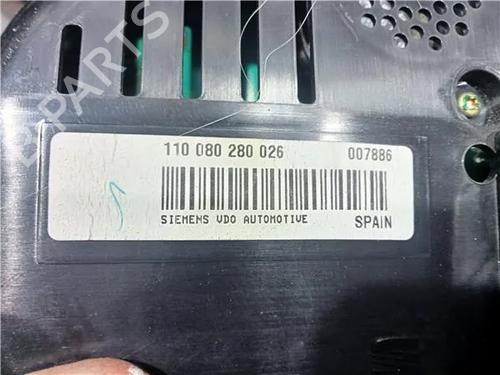 B-PARTS
110 080 280 026 007886
SIEMENS VDO AUTOMOTIVE SPAIN